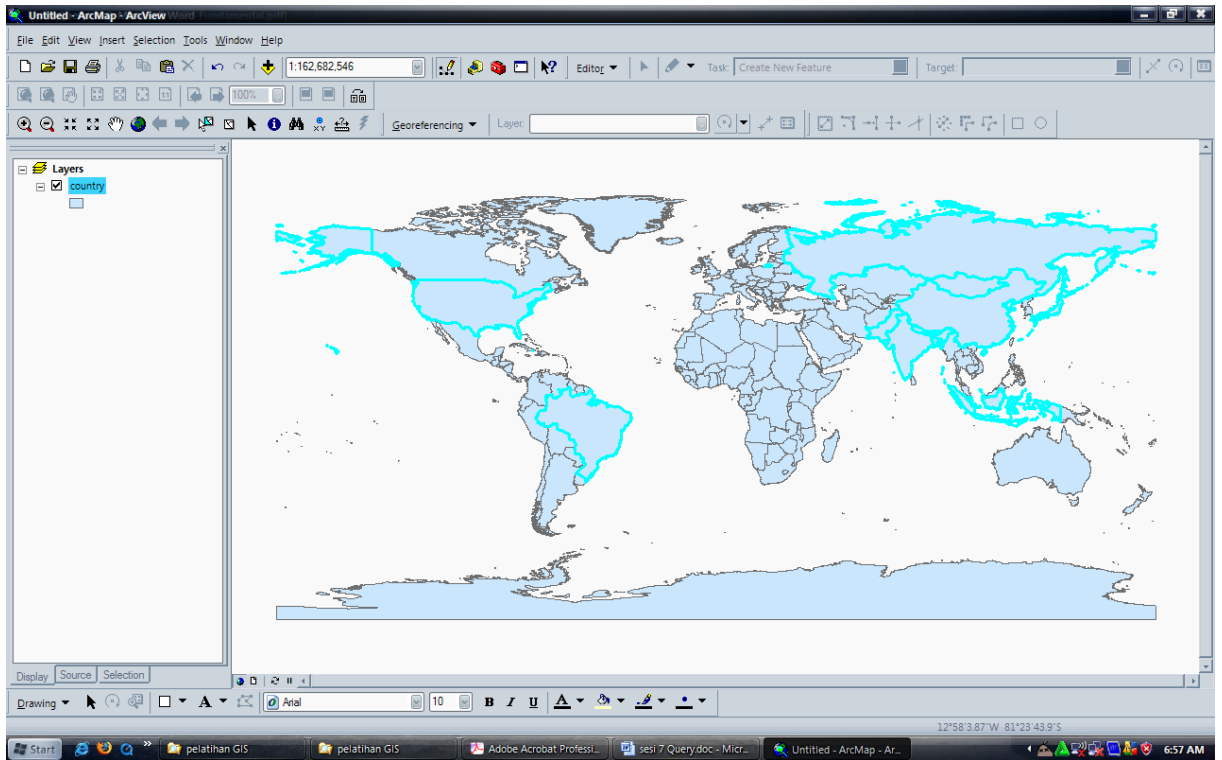 Untitled - ArcMap - ArcView
File Edit View Insert Selection Tools Window Help
1:162,682,546 Editor Task: Create New Feature Target:
100%
Georeferencing Layer:
Layers
country
Display Source Selection
Drawing A Arial 10 B I U A
12°58'3.87"W 81°23'43.9"S
Start pelatihan GIS pelatihan GIS Adobe Acrobat Professi... sesi 7 Query.doc - Micr... Untitled - ArcMap - Ar... 6:57 AM